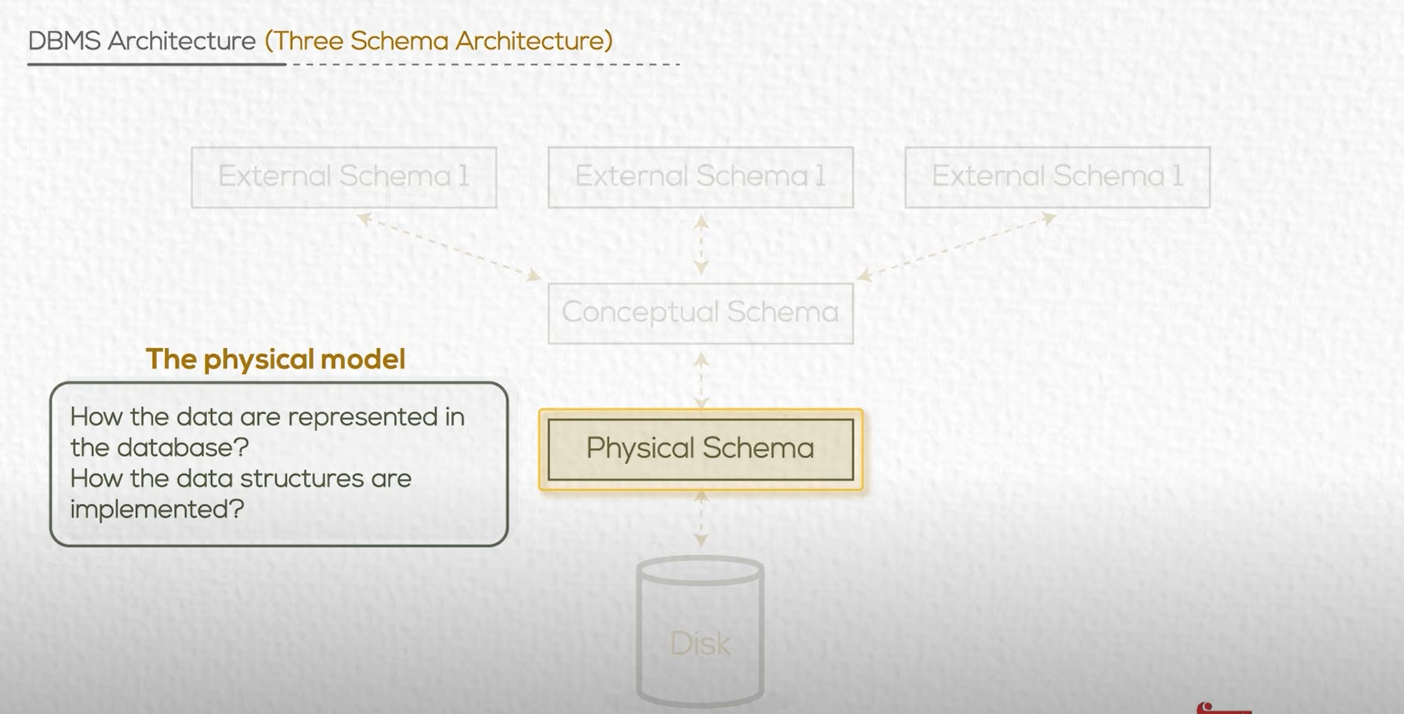 DBMS Architecture (Three Schema Architecture)
External Schema 1
External Schema 1
External Schema 1
Conceptual Schema
The physical model
How the data are represented in
the database?
How the data structures are
implemented?
Physical Schema
Disk